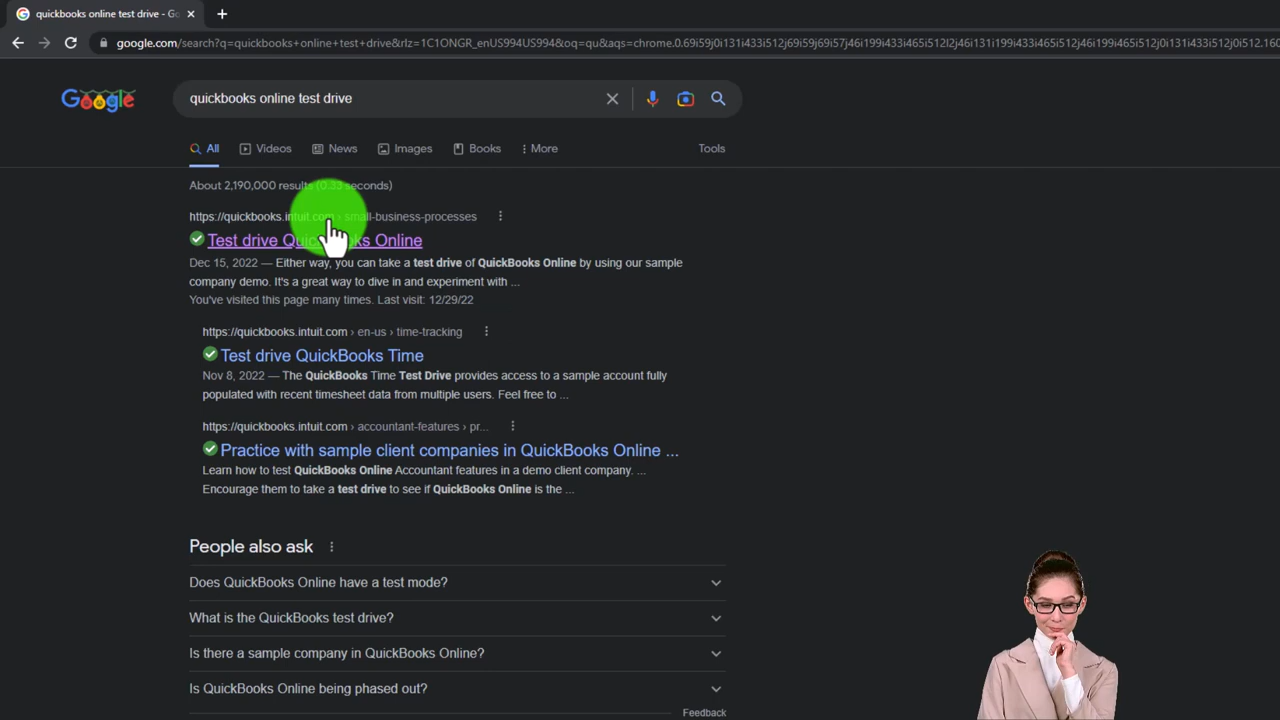 quickbooks online test drive - Go
google.com/search?q=quickbooks+online+test+drive&rlz=1C1ONGR_enUS994US994&oq=qu&aqs=chrome.0.69i59j0i131i433i512j69i59j69i57j46i199i433i465i512l2j46i131i199i433i465i512j46i199i465i512j0i131i433i512j0i512.160
Google
quickbooks online test drive
All Videos News Images Books More Tools
About 2,190,000 results (0.33 seconds)
https://quickbooks.intuit.com › small-business-processes
Test drive QuickBooks Online
Dec 15, 2022 — Either way, you can take a test drive of QuickBooks Online by using our sample
company demo. It's a great way to dive in and experiment with ...
You've visited this page many times. Last visit: 12/29/22
https://quickbooks.intuit.com › en-us › time-tracking
Test drive QuickBooks Time
Nov 8, 2022 — The QuickBooks Time Test Drive provides access to a sample account fully
populated with recent timesheet data from multiple users. Feel free to ...
https://quickbooks.intuit.com › accountant-features › pr...
Practice with sample client companies in QuickBooks Online ...
Learn how to test QuickBooks Online Accountant features in a demo client company. ...
Encourage them to take a test drive to see if QuickBooks Online is the ...
People also ask
Does QuickBooks Online have a test mode?
What is the QuickBooks test drive?
Is there a sample company in QuickBooks Online?
Is QuickBooks Online being phased out?
Feedback